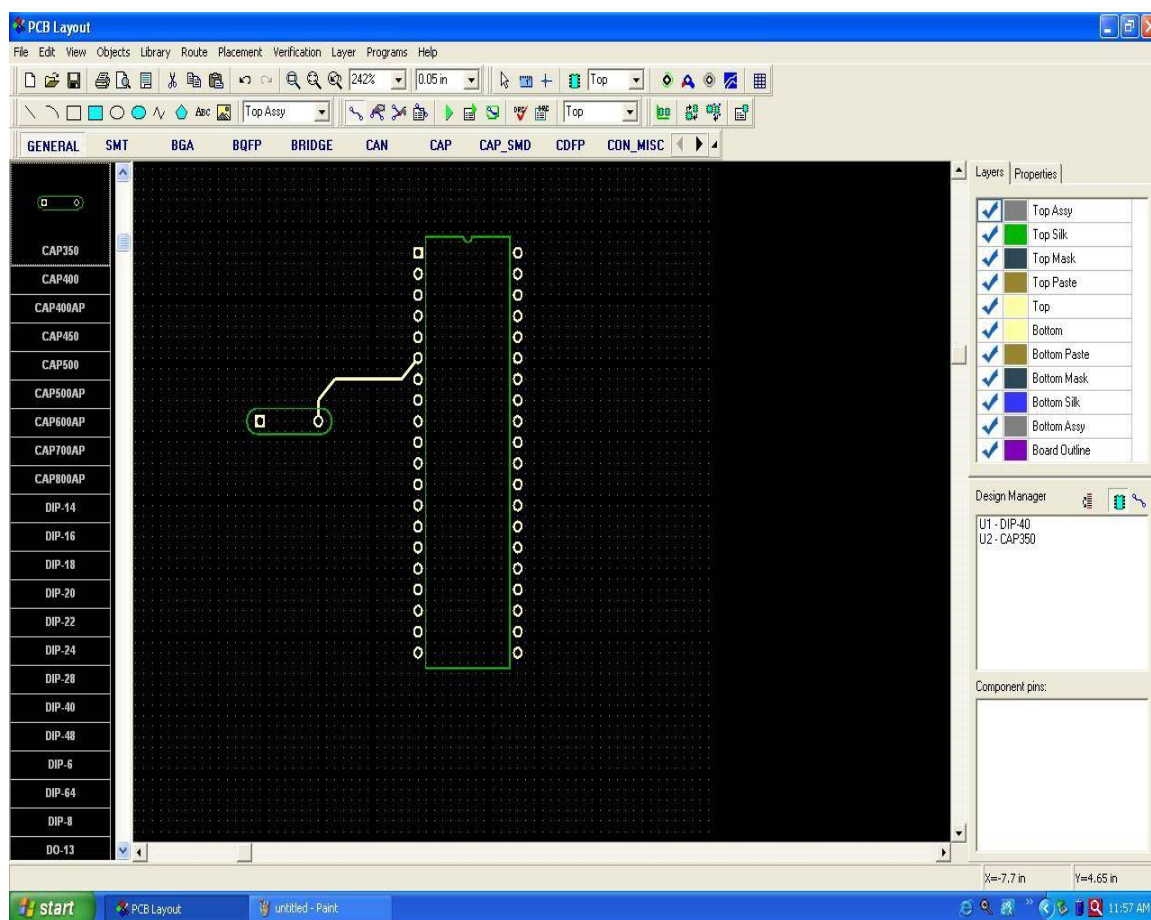 PCB Layout
File Edit View Objects Library Route Placement Verification Layer Programs Help
242% 0.05 in Top
ABC Top Assy Top
GENERAL SMT BGA BQFP BRIDGE CAN CAP CAP_SMD CDFP CON_MISC
CAP350
CAP400
CAP400AP
CAP450
CAP500
CAP500AP
CAP600AP
CAP700AP
CAP800AP
DIP-14
DIP-16
DIP-18
DIP-20
DIP-22
DIP-24
DIP-28
DIP-40
DIP-48
DIP-6
DIP-64
DIP-8
DO-13
Layers Properties
Top Assy
Top Silk
Top Mask
Top Paste
Top
Bottom
Bottom Paste
Bottom Mask
Bottom Silk
Bottom Assy
Board Outline
Design Manager
U1 - DIP-40
U2 - CAP350
Component pins:
X=-7.7 in Y=4.65 in
start PCB Layout untitled - Paint 11:57 AM